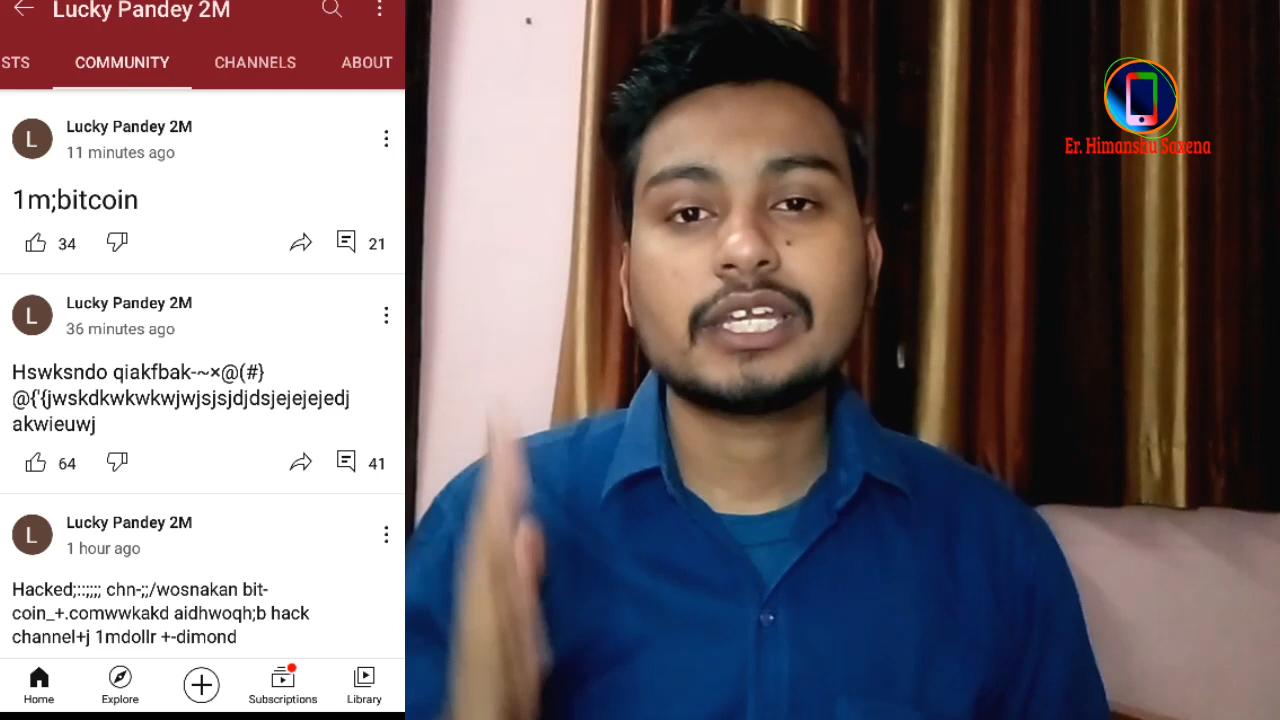 Lucky Pandey 2M
STS COMMUNITY CHANNELS ABOUT
L Lucky Pandey 2M
11 minutes ago
1m;bitcoin
34 21
L Lucky Pandey 2M
36 minutes ago
Hswksndo qiakfbak-~×@(#}
@{'{jwskdkwkwkwjwjsjsjdjdsjejejejedj
akwieuwj
64 41
L Lucky Pandey 2M
1 hour ago
Hacked;::;;;; chn-;;/wosnakan bit-
coin_+.comwwkakd aidhwoqh;b hack
channel+j 1mdollr +-dimond
Home Explore Subscriptions Library
Er. Himanshu Saxena